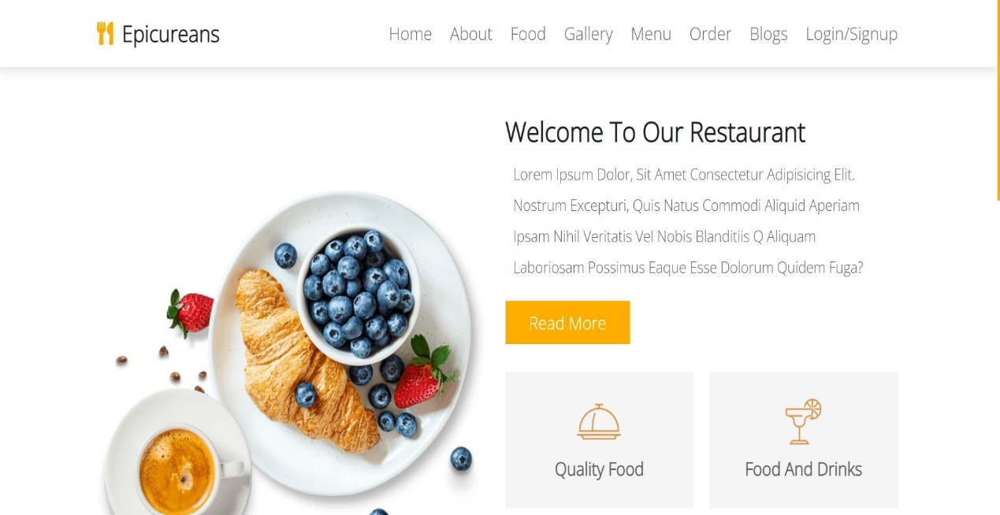 Epicureans
Home About Food Gallery Menu Order Blogs Login/Signup
Welcome To Our Restaurant
Lorem Ipsum Dolor, Sit Amet Consectetur Adipisicing Elit.
Nostrum Excepturi, Quis Natus Commodi Aliquid Aperiam
Ipsam Nihil Veritatis Vel Nobis Blanditiis Q Aliquam
Laboriosam Possimus Eaque Esse Dolorum Quidem Fuga?
Read More
Quality Food
Food And Drinks